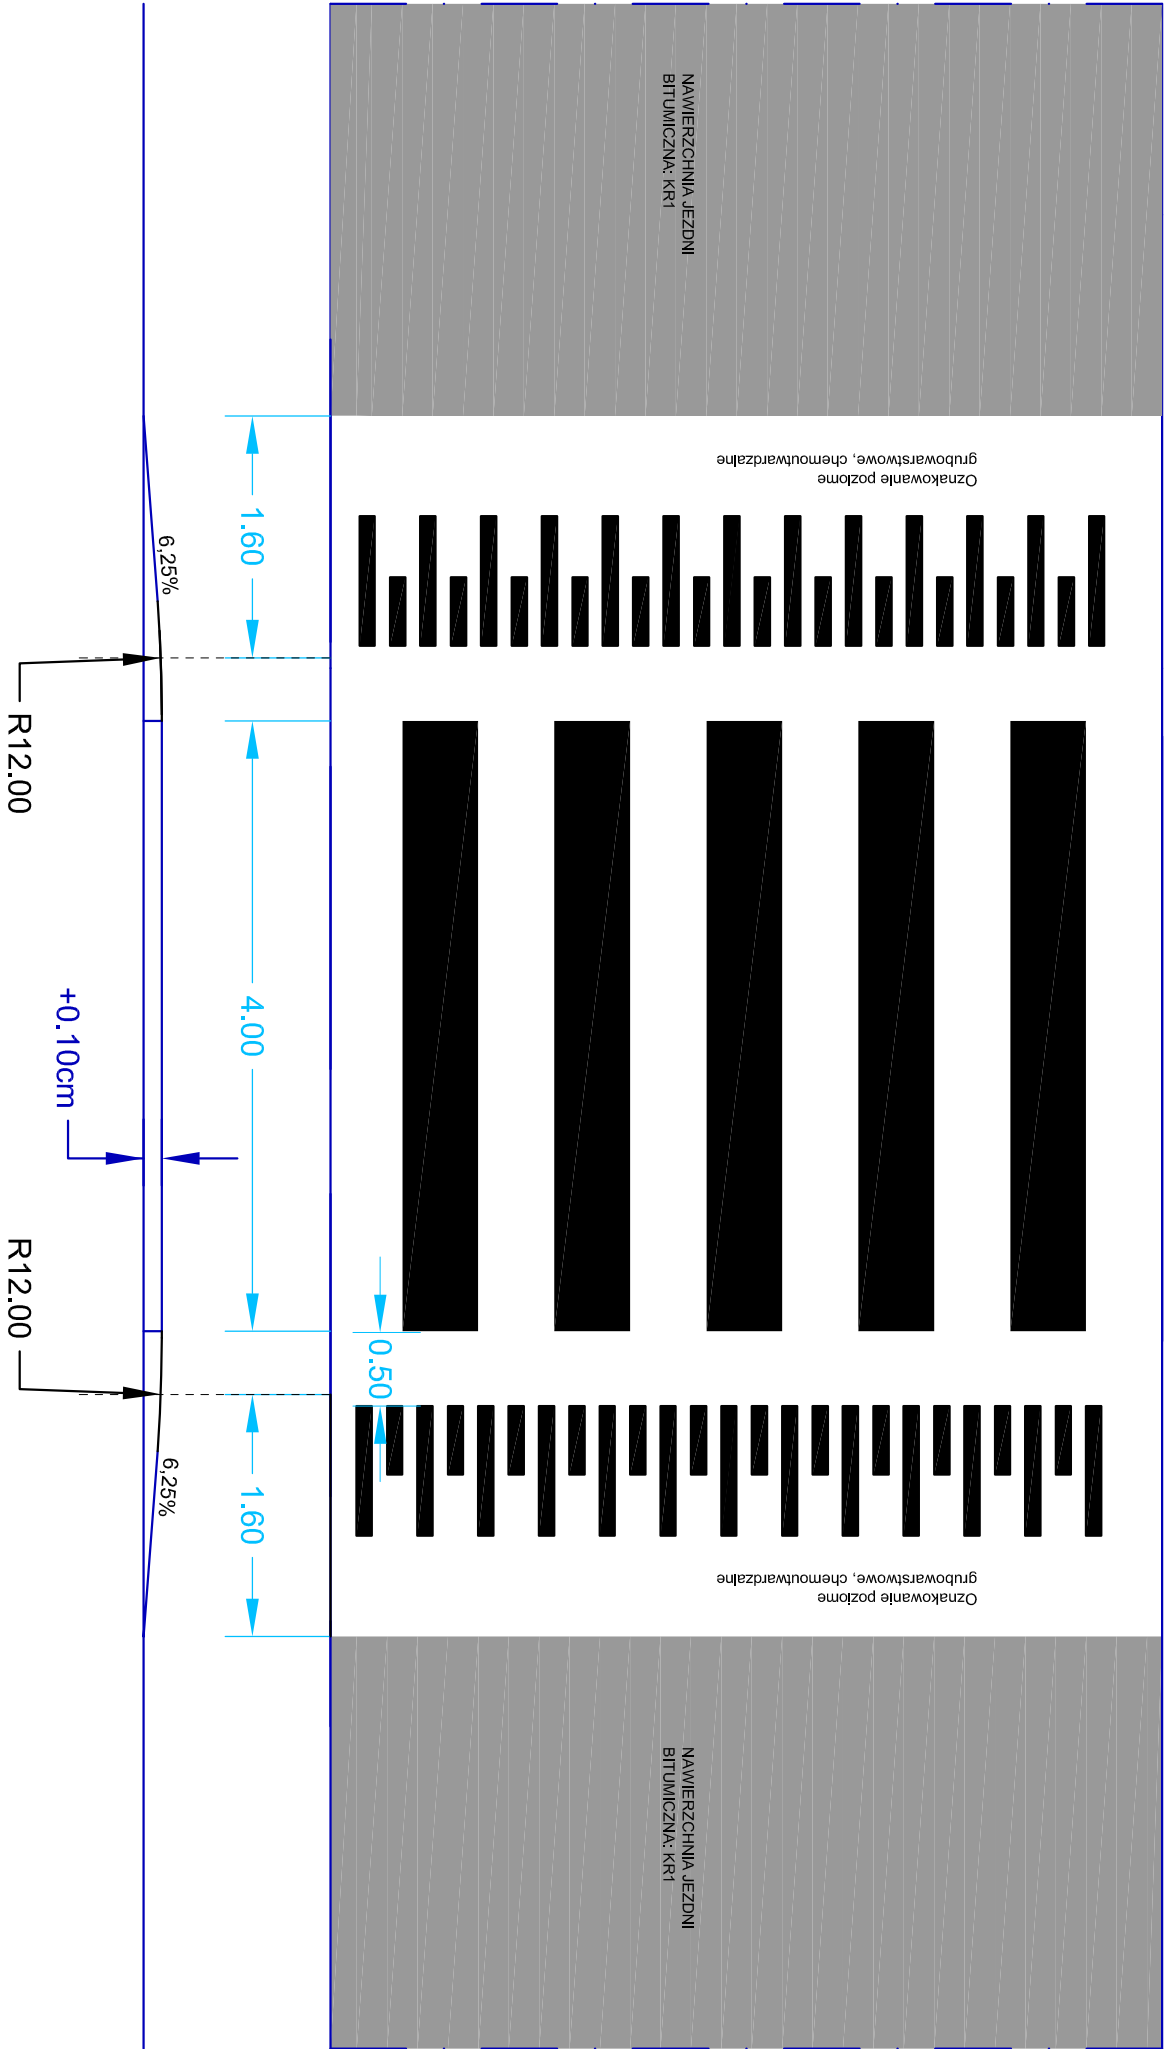 NAWIERZCHNIA JEZDNI
BITUMICZNA: KR1
Oznakowanie poziome
grubowarstwowe, chemoutwardzalne
1.60
6,25%
R12.00
4.00
+0.10cm
R12.00
0.50
1.60
6,25%
Oznakowanie poziome
grubowarstwowe, chemoutwardzalne
NAWIERZCHNIA JEZDNI
BITUMICZNA: KR1